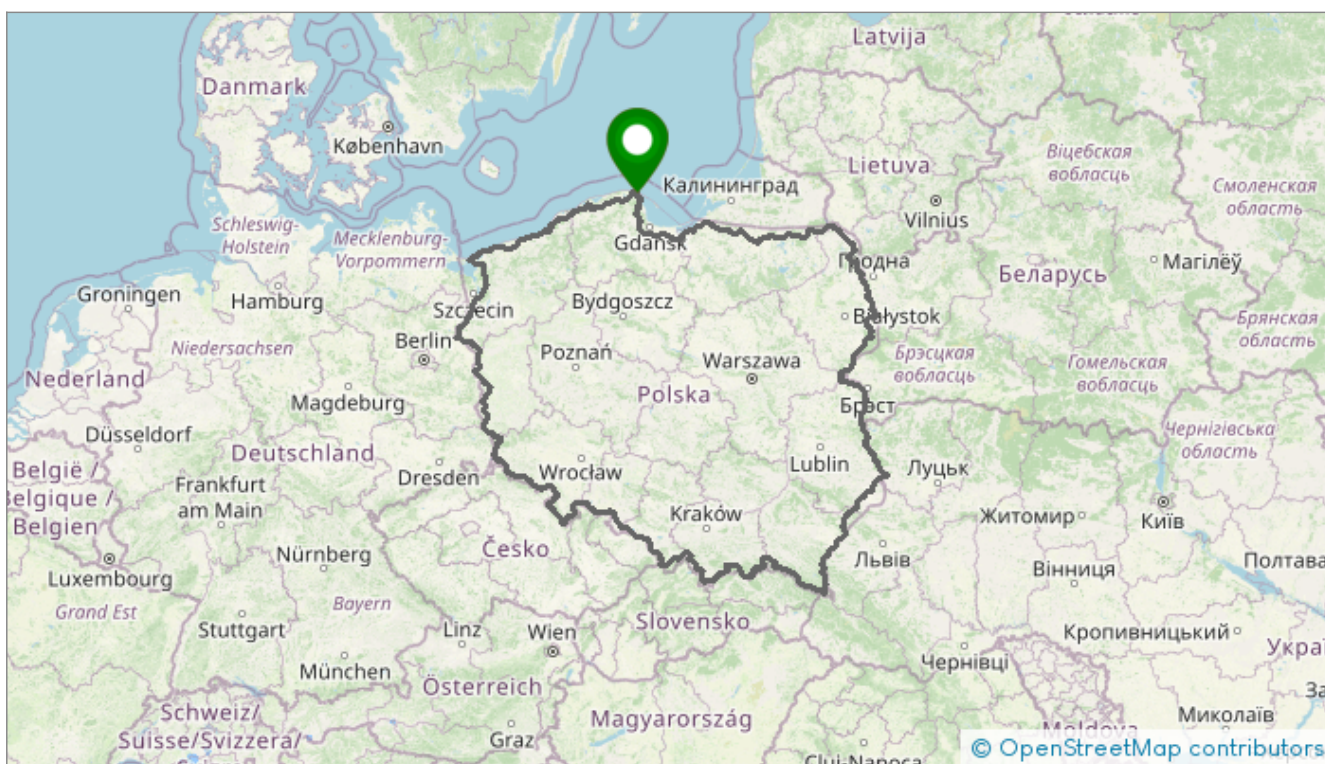 Latvija
Danmark
København
Віцебская
вобласць
Lietuva
Калининград
Смоленская
область
Vilnius
Schleswig-
Holstein
Mecklenburg-
Vorpommern
Gdańsk
Гродна
Беларусь
Магілёў
Groningen
Hamburg
Szczecin
Bydgoszcz
Białystok
Брянская
область
Niedersachsen
Berlin
Poznań
Warszawa
Брэсцкая
вобласць
Гомельская
вобласць
Nederland
Magdeburg
Polska
Брэст
Düsseldorf
Deutschland
Чернігівська
область
België /
Belgique /
Belgien
Frankfurt
am Main
Dresden
Wrocław
Lublin
Луцьк
Kraków
Житомир
Київ
Nürnberg
Česko
Львів
Полтава
Luxembourg
Вінниця
Grand Est
Bayern
Slovensko
Stuttgart
Linz
Wien
Кропивницький
München
Чернівці
Österreich
Schweiz/
Suisse/Svizzera/
Magyarország
Graz
Moldova
Миколаїв
Cluj-Napoca
© OpenStreetMap contributors